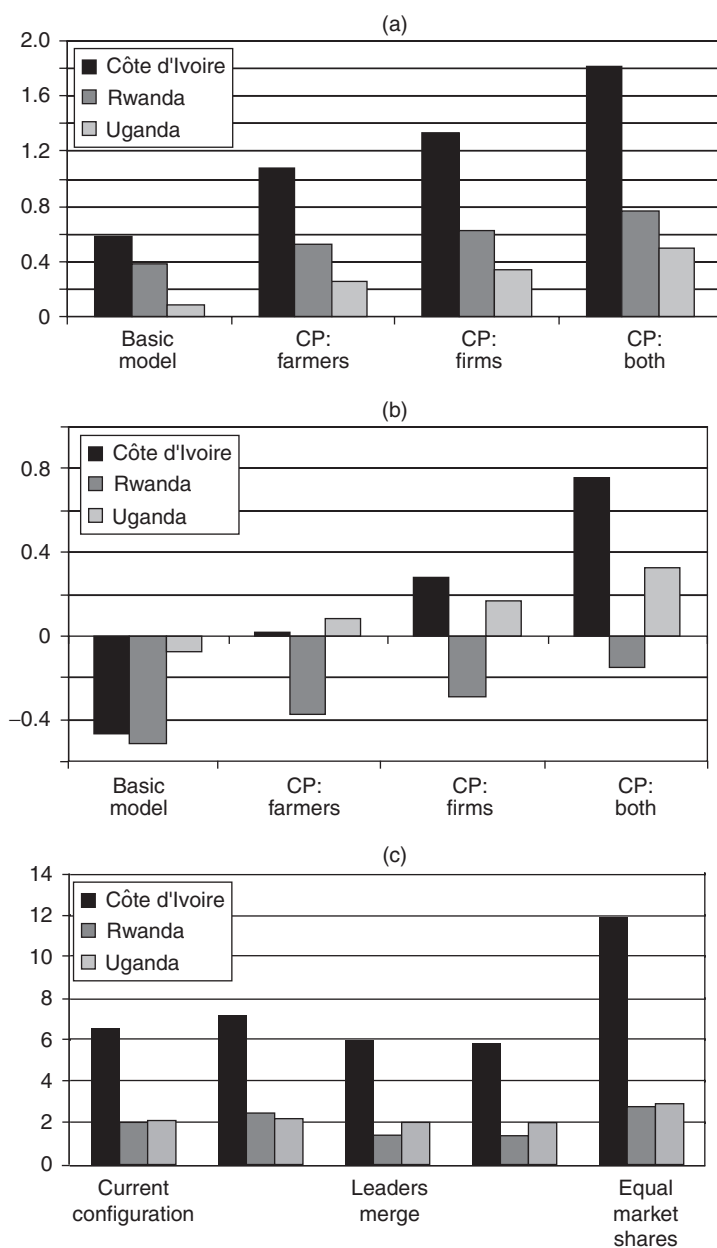 (a)
2.0
1.6
1.2
0.8
0.4
0
Côte d'Ivoire
Rwanda
Uganda
Basic
model
CP:
farmers
CP:
firms
CP:
both
(b)
0.8
0.4
0
−0.4
Côte d'Ivoire
Rwanda
Uganda
Basic
model
CP:
farmers
CP:
firms
CP:
both
(c)
14
12
10
8
6
4
2
0
Côte d'Ivoire
Rwanda
Uganda
Current
configuration
Leaders
merge
Equal
market
shares